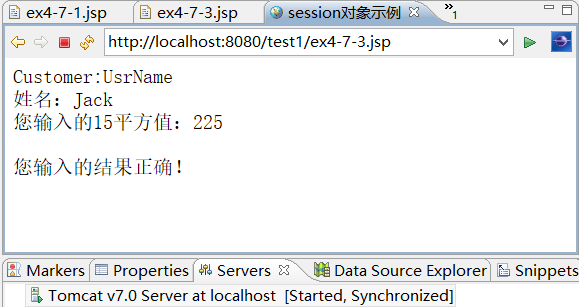 ex4-7-1.jsp ex4-7-3.jsp session对象示例 »1
http://localhost:8080/test1/ex4-7-3.jsp
Customer:UsrName
姓名：Jack
您输入的15平方值：225
您输入的结果正确！
Markers Properties Servers Data Source Explorer Snippets
Tomcat v7.0 Server at localhost [Started, Synchronized]